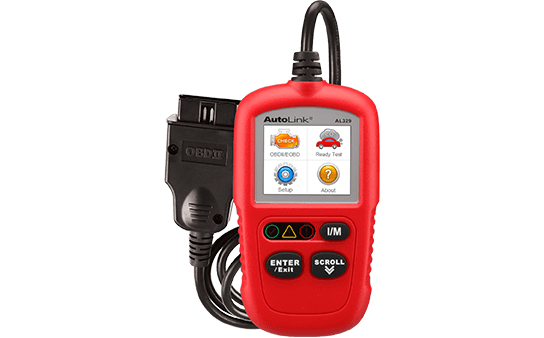 AutoLink®
AL329
CHECK
OBDII/EOBD
Ready Test
Setup
?
About
OBDII
I/M
ENTER
/Exit
SCROLL